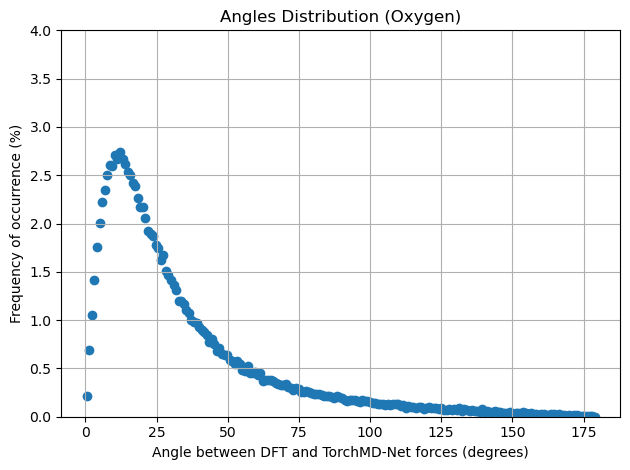 Angles Distribution (Oxygen)
4.0
3.5
3.0
2.5
2.0
1.5
1.0
0.5
0.0
Frequency of occurrence (%)
0 25 50 75 100 125 150 175
Angle between DFT and TorchMD-Net forces (degrees)